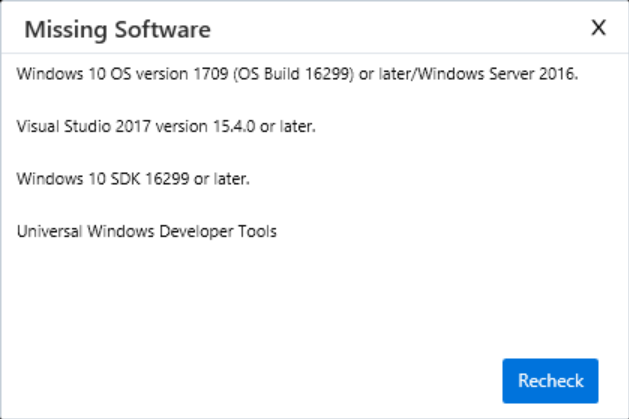 Missing Software X
Windows 10 OS version 1709 (OS Build 16299) or later/Windows Server 2016.
Visual Studio 2017 version 15.4.0 or later.
Windows 10 SDK 16299 or later.
Universal Windows Developer Tools
Recheck